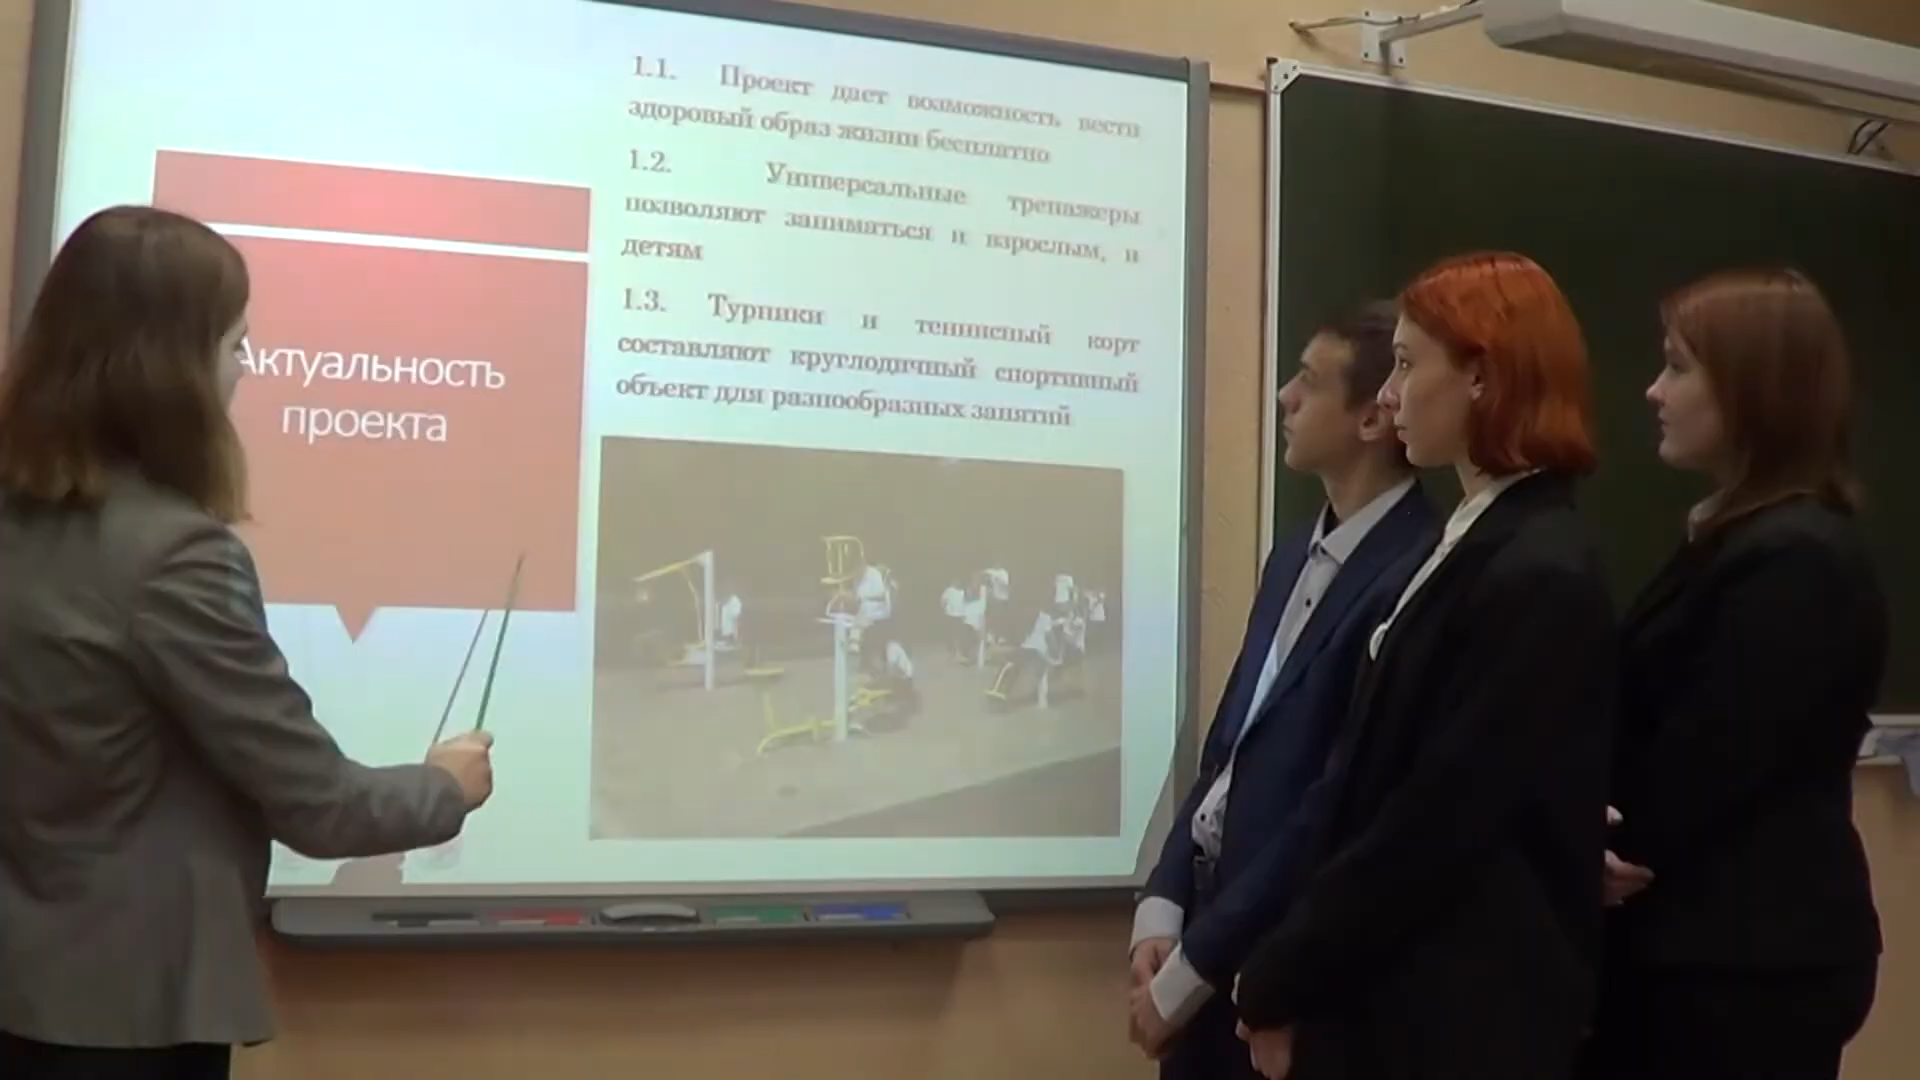 Актуальность
проекта
1.1. Проект дает возможность вести
здоровый образ жизни бесплатно
1.2. Универсальные тренажеры
позволяют заниматься и взрослым, и
детям
1.3. Турники и теннисный корт
составляют круглодичный спортивный
объект для разнообразных занятий